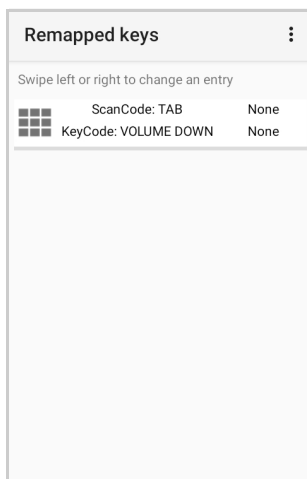 Remapped keys
Swipe left or right to change an entry
ScanCode: TAB None
KeyCode: VOLUME DOWN None